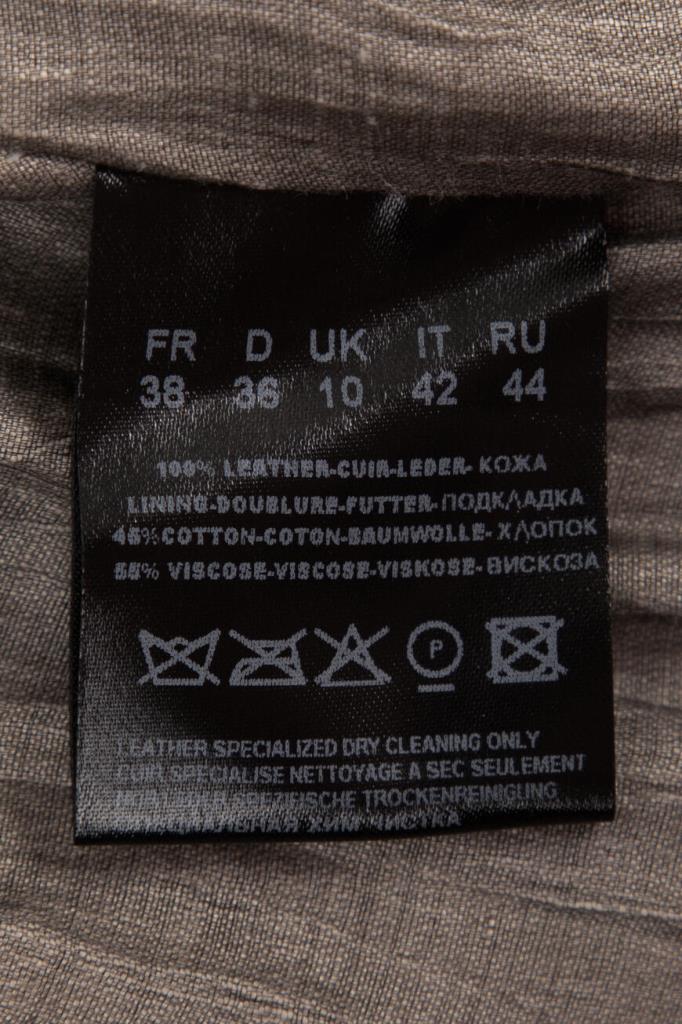 FR D UK IT RU
38 36 10 42 44
100% LEATHER-CUIR-LEDER- КОЖА
LINING-DOUBLURE-FUTTER-ПОДКЛАДКА
45%COTTON-COTON-BAUMWOLLE- ХЛОПОК
55% VISCOSE-VISCOSE-VISKOSE-ВИСКОЗА
P
LEATHER SPECIALIZED DRY CLEANING ONLY
CUIR SPECIALISE NETTOYAGE A SEC SEULEMENT
SPEZIFISCHE TROCKENREINIGUNG
ЧИСТКА